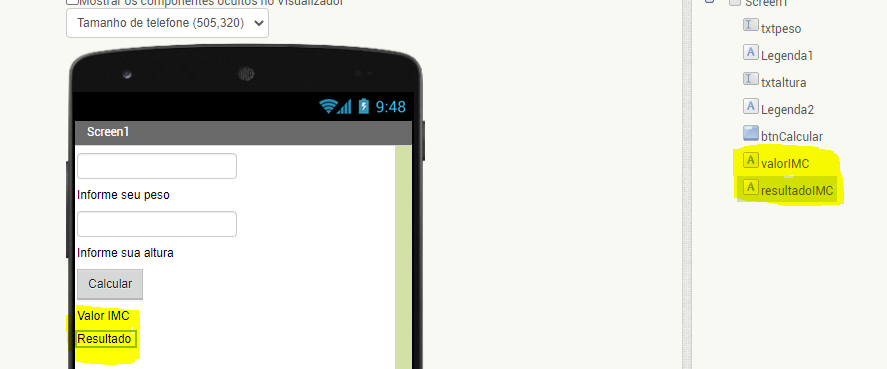 Mostrar os componentes ocultos no Visualizador
Tamanho de telefone (505,320)
9:48
Screen1
Informe seu peso
Informe sua altura
Calcular
Valor IMC
Resultado
Screen1
txtpeso
Legenda1
txtaltura
Legenda2
btnCalcular
valorIMC
resultadoIMC